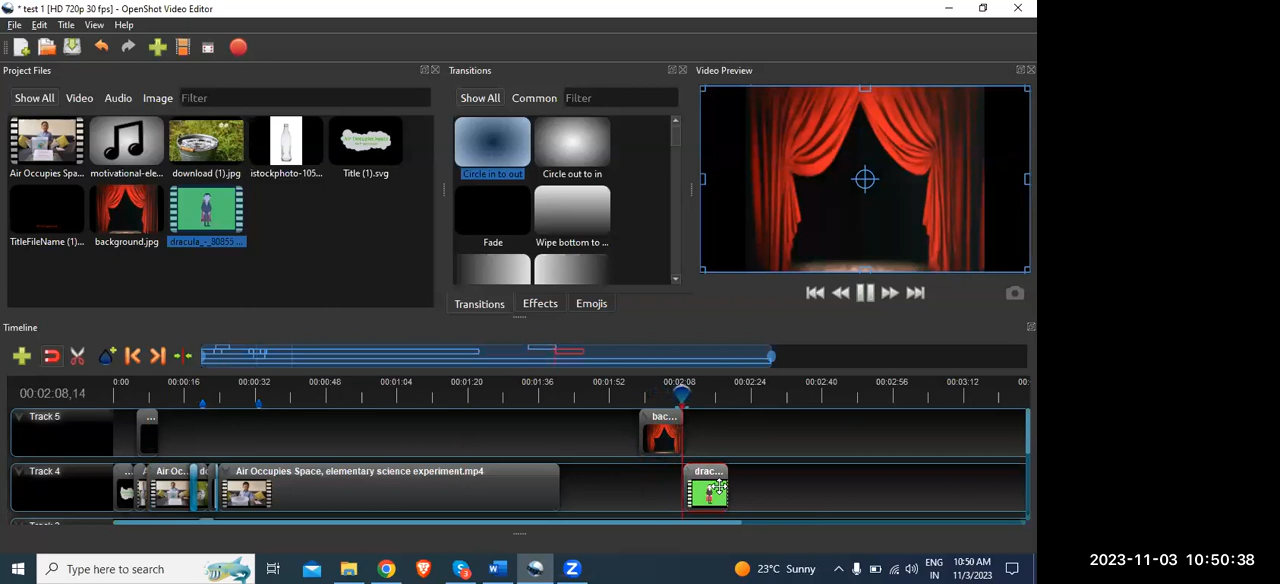 * test 1 [HD 720p 30 fps] - OpenShot Video Editor
File Edit Title View Help
Project Files
Transitions
Video Preview
Show All Video Audio Image Filter
Show All Common Filter
Air Occupies Spa... motivational-ele... download (1).jpg istockphoto-105... Title (1).svg
Circle in to out Circle out to in
TitleFileName (1)... background.jpg dracula_-_80855 ...
Fade Wipe bottom to ...
Transitions Effects Emojis
Timeline
00:02:08,14
0:00 00:00:16 00:00:32 00:00:48 00:01:04 00:01:20 00:01:36 00:01:52 00:02:08 00:02:24 00:02:40 00:02:56 00:03:12 00:
Track 5
... bac...
Track 4
... Air Oc... Air Occupies Space, elementary science experiment.mp4 drac...
Type here to search
23°C Sunny
ENG
IN
10:50 AM
11/3/2023
2023-11-03 10:50:38